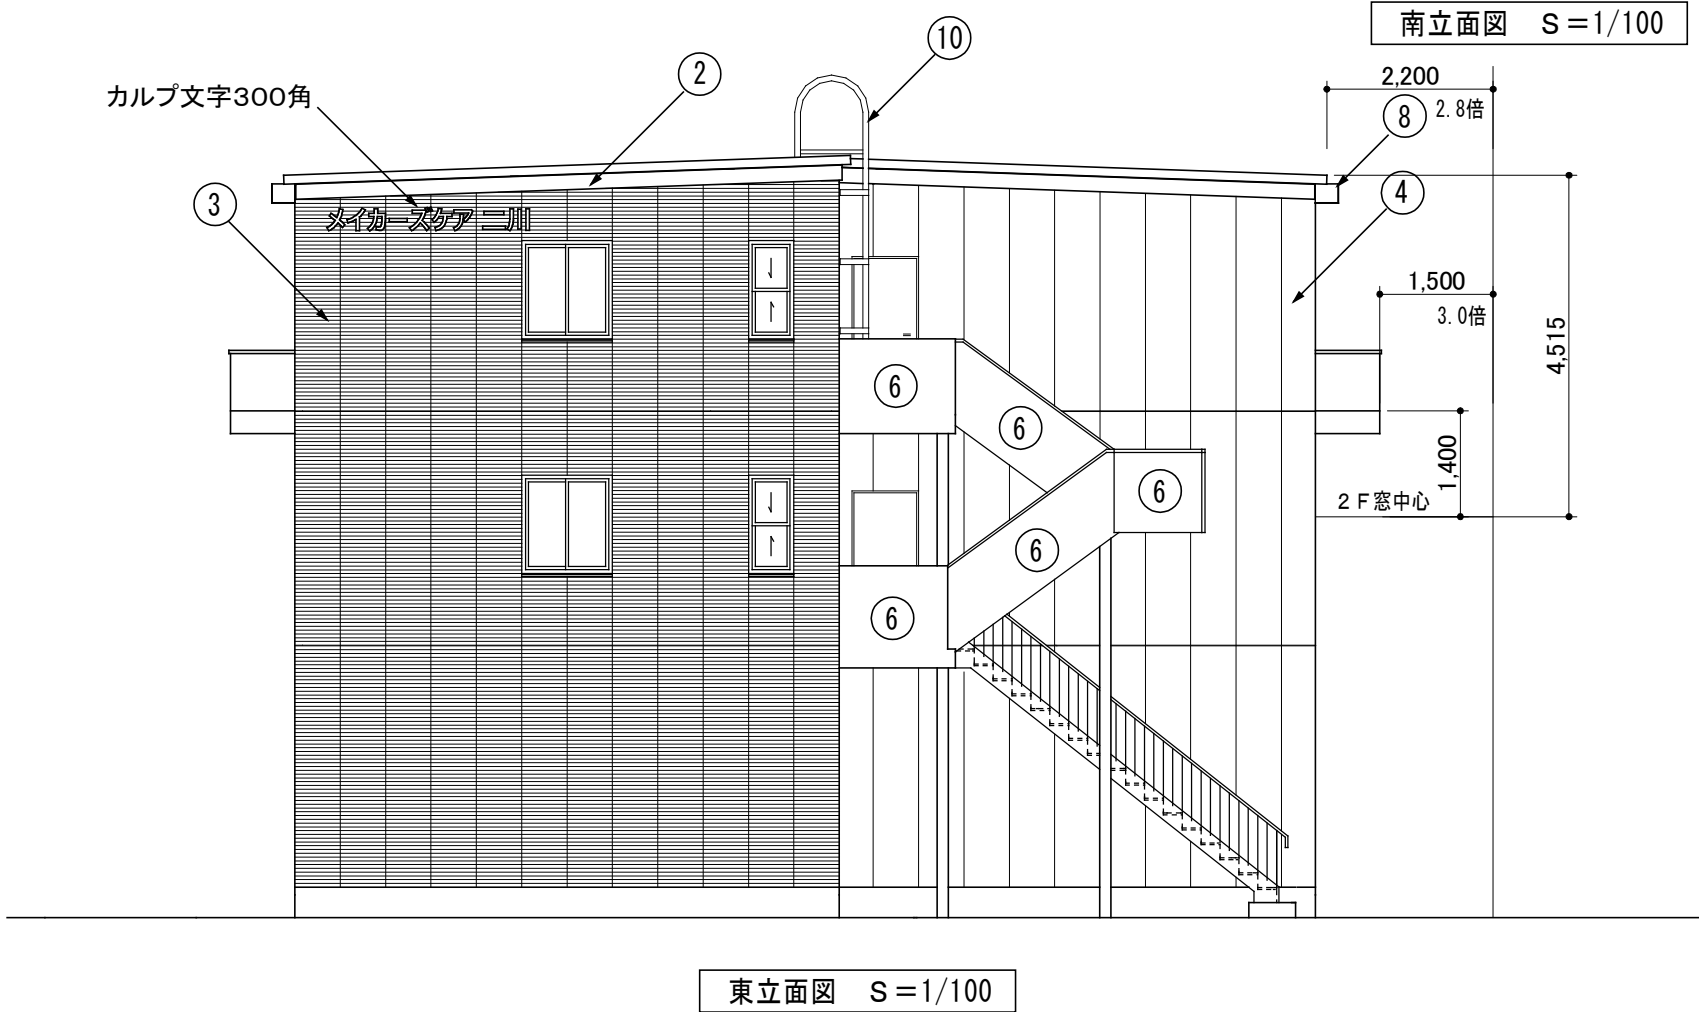 南立面図 S=1/100
⑩
2,200
②
カルプ文字300角
⑧ 2.8倍
③
④
メイカーズケア 二川
1,500
3.0倍
4,515
⑥
⑥
1,400
⑥
2F窓中心
⑥
⑥
東立面図 S=1/100